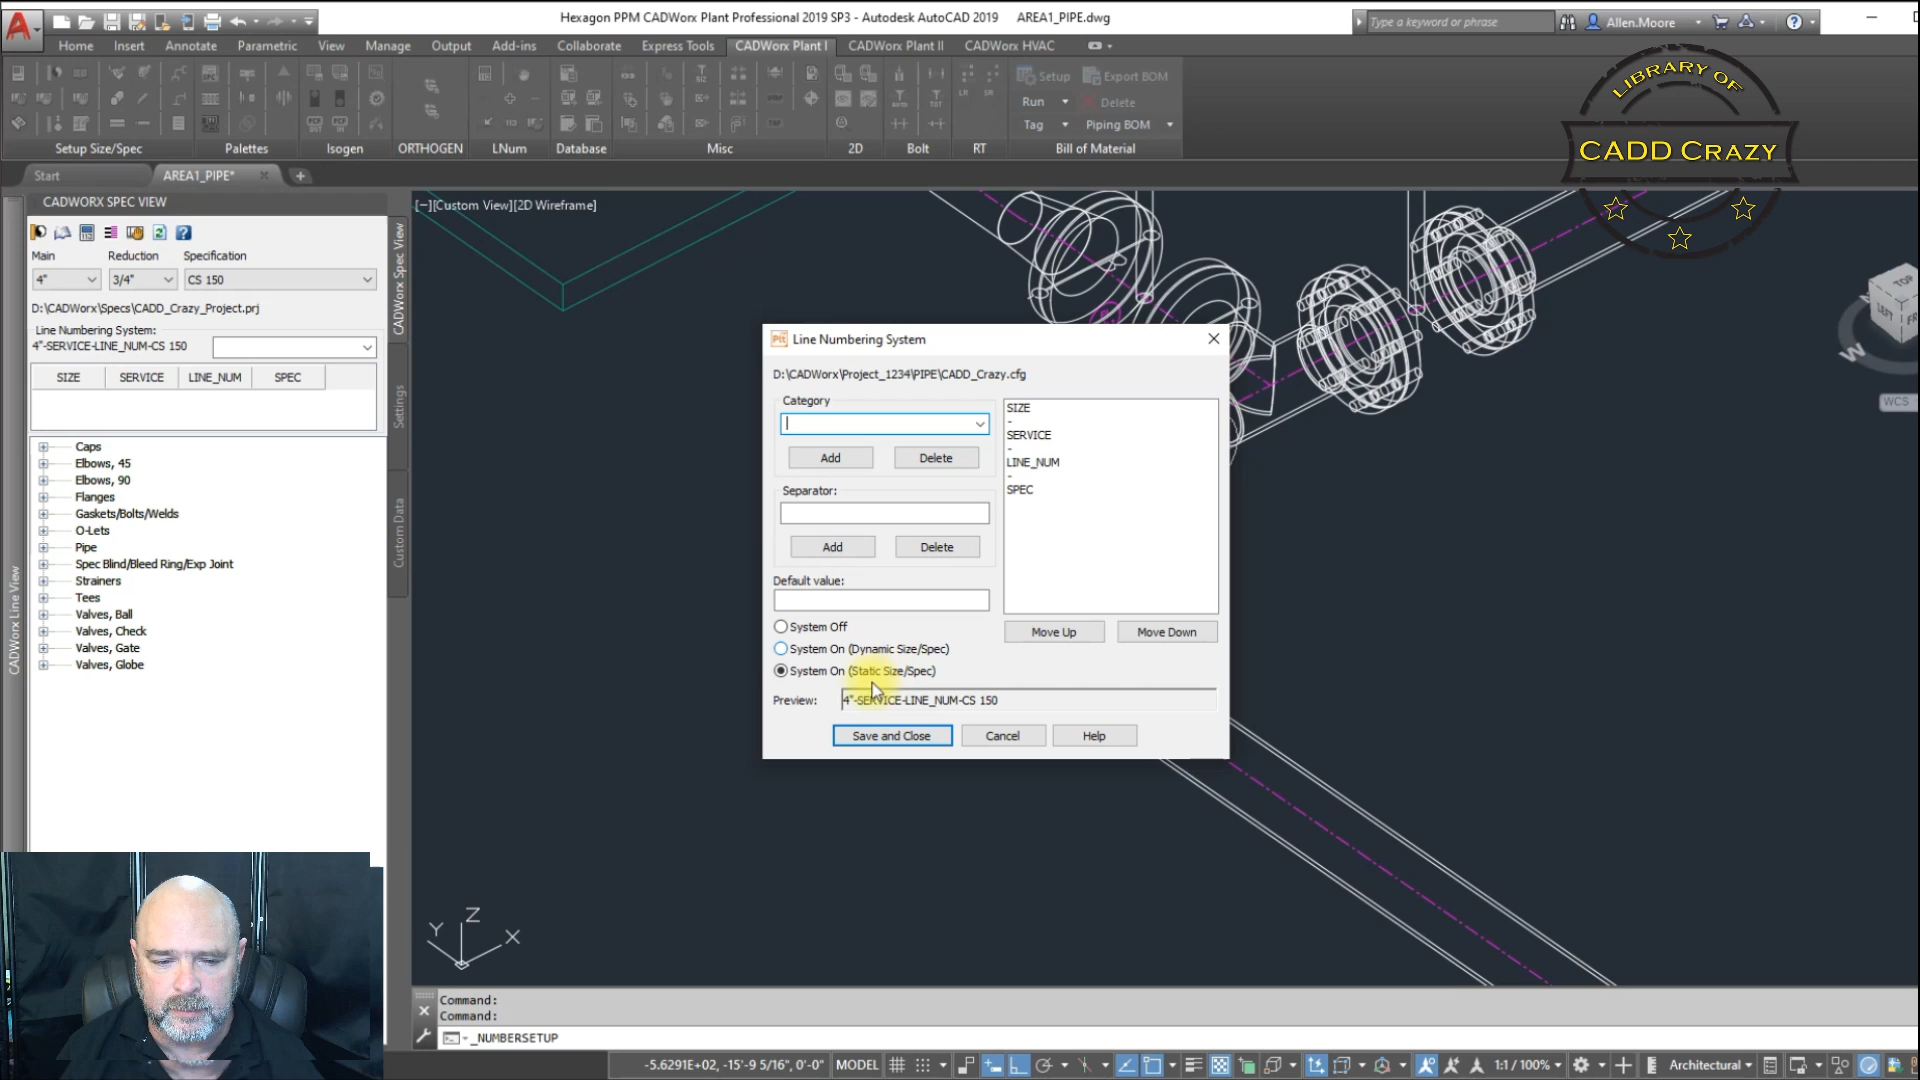 Hexagon PPM CADWorx Plant Professional 2019 SP3 - Autodesk AutoCAD 2019 AREA1_PIPE.dwg
Type a keyword or phrase
Allen.Moore
Home Insert Annotate Parametric View Manage Output Add-ins Collaborate Express Tools CADWorx Plant I CADWorx Plant II CADWorx HVAC
Setup Export BOM
Run Delete
Tag Piping BOM
Setup Size/Spec Palettes Isogen ORTHOGEN LNum Database Misc 2D Bolt RT Bill of Material
LIBRARY OF
CADD CRAZY
Start AREA1_PIPE*
CADWORX SPEC VIEW
Main Reduction Specification
4" 3/4" CS 150
D:\CADWorx\Specs\CADD_Crazy_Project.prj
Line Numbering System:
4"-SERVICE-LINE_NUM-CS 150
SIZE SERVICE LINE_NUM SPEC
Caps
Elbows, 45
Elbows, 90
Flanges
Gaskets/Bolts/Welds
O-Lets
Pipe
Spec Blind/Bleed Ring/Exp Joint
Strainers
Tees
Valves, Ball
Valves, Check
Valves, Gate
Valves, Globe
CADWorx Line View
CADWorx Spec View
Settings
Custom Data
[−][Custom View][2D Wireframe]
TOP
LEFT
W
WCS
Line Numbering System
D:\CADWorx\Project_1234\PIPE\CADD_Crazy.cfg
Category
Add Delete
Separator:
Add Delete
Default value:
System Off
System On (Dynamic Size/Spec)
System On (Static Size/Spec)
SIZE
-
SERVICE
-
LINE_NUM
-
SPEC
Move Up Move Down
Preview: 4"-SERVICE-LINE_NUM-CS 150
Save and Close Cancel Help
Y Z X
Command:
Command:
_NUMBERSETUP
-5.6291E+02, -15'-9 5/16", 0'-0" MODEL 1:1 / 100% Architectural